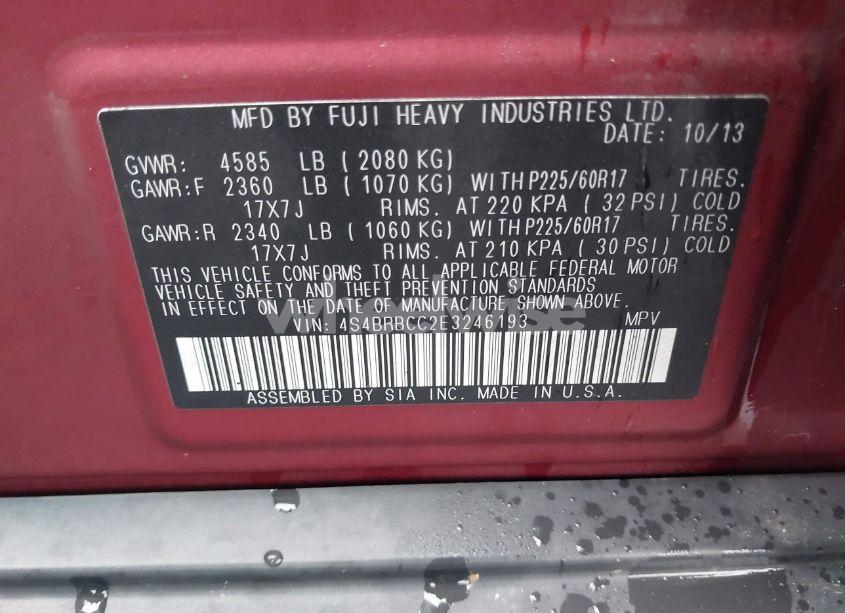 MFD BY FUJI HEAVY INDUSTRIES LTD.
DATE: 10/13
GVWR: 4585 LB ( 2080 KG)
GAWR:F 2360 LB ( 1070 KG) WITH P225/60R17 TIRES.
17X7J RIMS. AT 220 KPA ( 32 PSI) COLD
GAWR:R 2340 LB ( 1060 KG) WITH P225/60R17 TIRES.
17X7J RIMS. AT 210 KPA ( 30 PSI) COLD
THIS VEHICLE CONFORMS TO ALL APPLICABLE FEDERAL MOTOR
VEHICLE SAFETY AND THEFT PREVENTION STANDARDS
IN EFFECT ON THE DATE OF MANUFACTURE SHOWN ABOVE.
VIN: 4S4BRBCC2E3246193 MPV
ASSEMBLED BY SIA INC. MADE IN U.S.A.